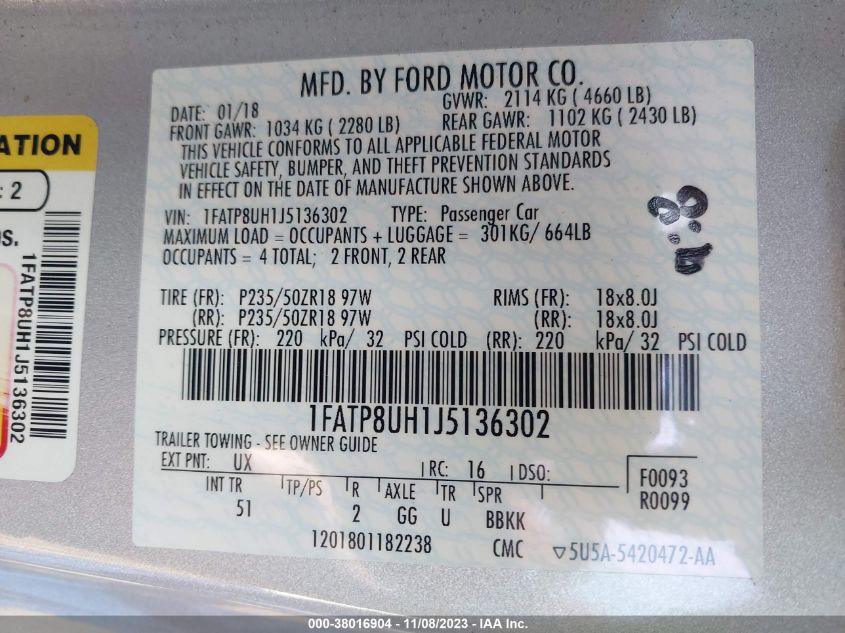 MFD. BY FORD MOTOR CO.
DATE: 01/18 GVWR: 2114 KG ( 4660 LB)
FRONT GAWR: 1034 KG ( 2280 LB) REAR GAWR: 1102 KG ( 2430 LB)
THIS VEHICLE CONFORMS TO ALL APPLICABLE FEDERAL MOTOR
VEHICLE SAFETY, BUMPER, AND THEFT PREVENTION STANDARDS
IN EFFECT ON THE DATE OF MANUFACTURE SHOWN ABOVE.
VIN: 1FATP8UH1J5136302 TYPE: Passenger Car
MAXIMUM LOAD = OCCUPANTS + LUGGAGE = 301KG/ 664LB
OCCUPANTS = 4 TOTAL; 2 FRONT, 2 REAR
TIRE (FR): P235/50ZR18 97W RIMS (FR): 18x8.0J
(RR): P235/50ZR18 97W (RR): 18x8.0J
PRESSURE (FR): 220 kPa/ 32 PSI COLD (RR): 220 kPa/ 32 PSI COLD
1FATP8UH1J5136302
TRAILER TOWING - SEE OWNER GUIDE
EXT PNT: UX RC: 16 DSO: F0093
R0099
INT TR TP/PS R AXLE TR SPR
51 2 GG U BBKK
1201801182238 CMC 5U5A-5420472-AA
ATION
: 2
1FATP8UH1J5136302
000-38016904 - 11/08/2023 - IAA Inc.